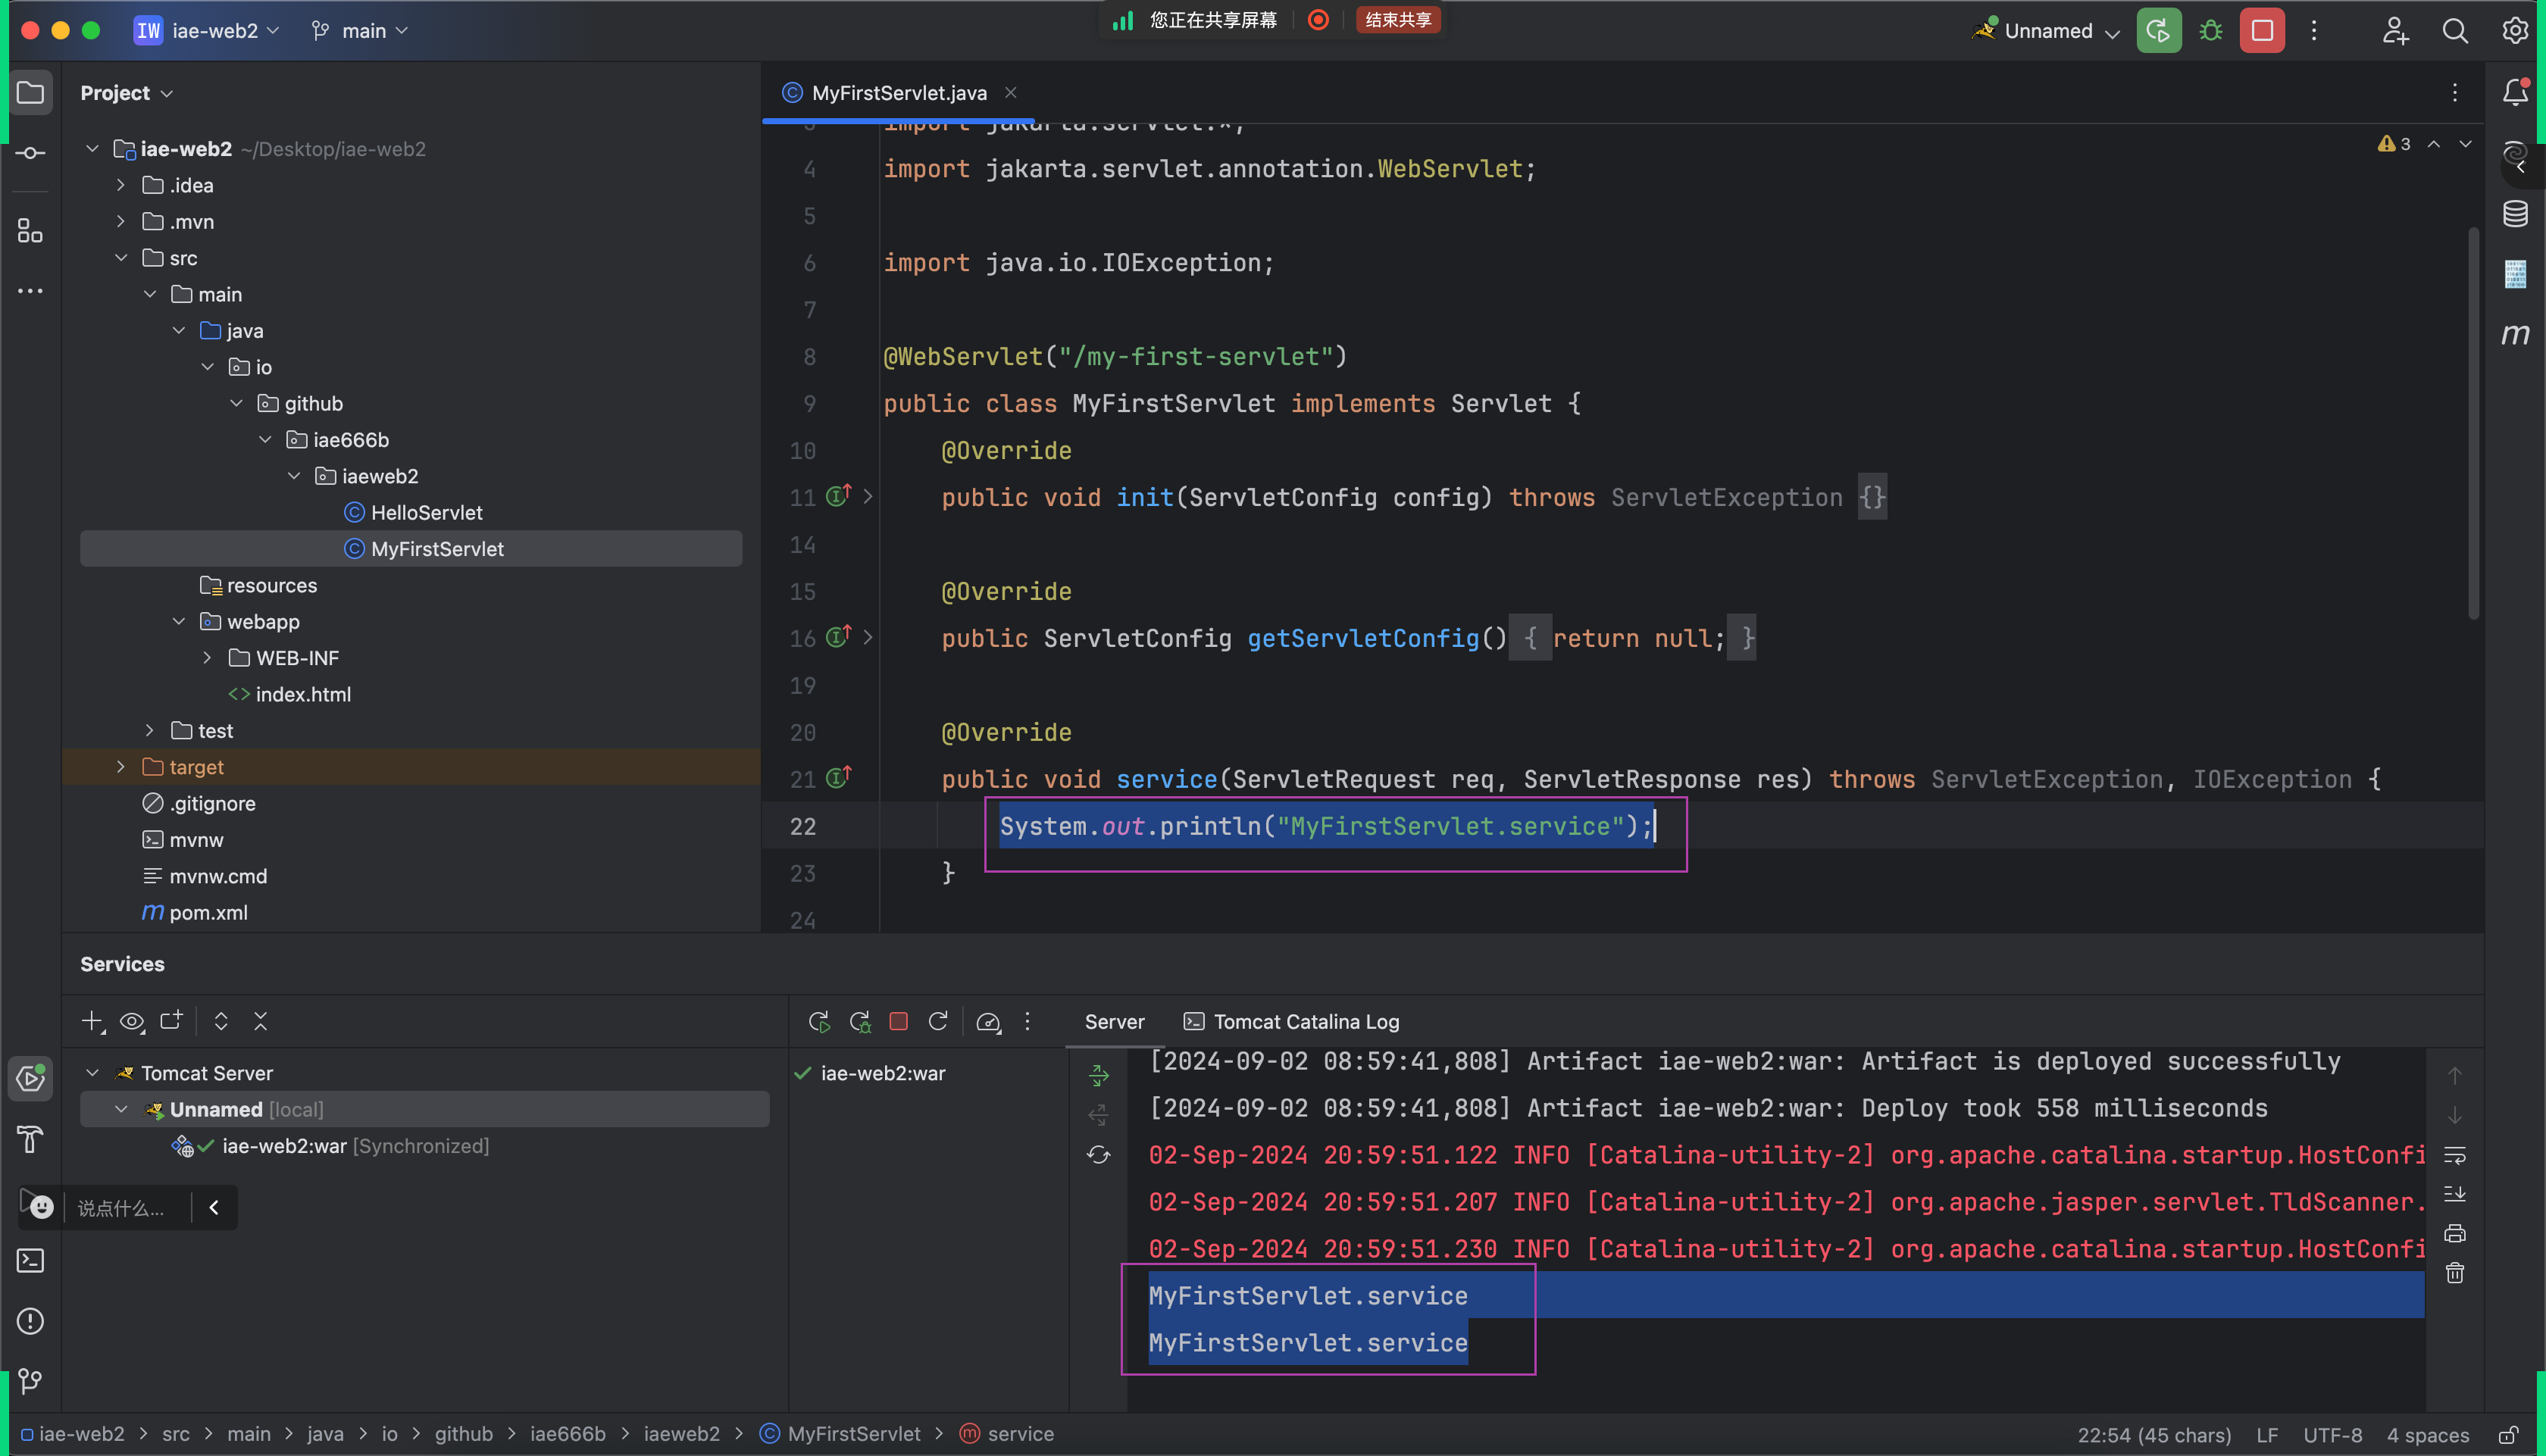 您正在共享屏幕
结束共享
IW iae-web2
main
Unnamed
Project
MyFirstServlet.java
iae-web2 ~/Desktop/iae-web2
.idea
.mvn
src
main
java
io
github
iae666b
iaeweb2
HelloServlet
MyFirstServlet
resources
webapp
WEB-INF
index.html
test
target
.gitignore
mvnw
mvnw.cmd
pom.xml
3
import jakarta.servlet.*;
4 import jakarta.servlet.annotation.WebServlet;
5
6 import java.io.IOException;
7
8 @WebServlet("/my-first-servlet")
9 public class MyFirstServlet implements Servlet {
10 @Override
11 public void init(ServletConfig config) throws ServletException {}
14
15 @Override
16 public ServletConfig getServletConfig() { return null; }
19
20 @Override
21 public void service(ServletRequest req, ServletResponse res) throws ServletException, IOException {
22 System.out.println("MyFirstServlet.service");
23 }
24
Services
Server
Tomcat Catalina Log
Tomcat Server
Unnamed [local]
iae-web2:war [Synchronized]
说点什么...
iae-web2:war
[2024-09-02 08:59:41,808] Artifact iae-web2:war: Artifact is deployed successfully
[2024-09-02 08:59:41,808] Artifact iae-web2:war: Deploy took 558 milliseconds
02-Sep-2024 20:59:51.122 INFO [Catalina-utility-2] org.apache.catalina.startup.HostConfi
02-Sep-2024 20:59:51.207 INFO [Catalina-utility-2] org.apache.jasper.servlet.TldScanner.
02-Sep-2024 20:59:51.230 INFO [Catalina-utility-2] org.apache.catalina.startup.HostConfi
MyFirstServlet.service
MyFirstServlet.service
iae-web2 > src > main > java > io > github > iae666b > iaeweb2 > MyFirstServlet > service
22:54 (45 chars) LF UTF-8 4 spaces